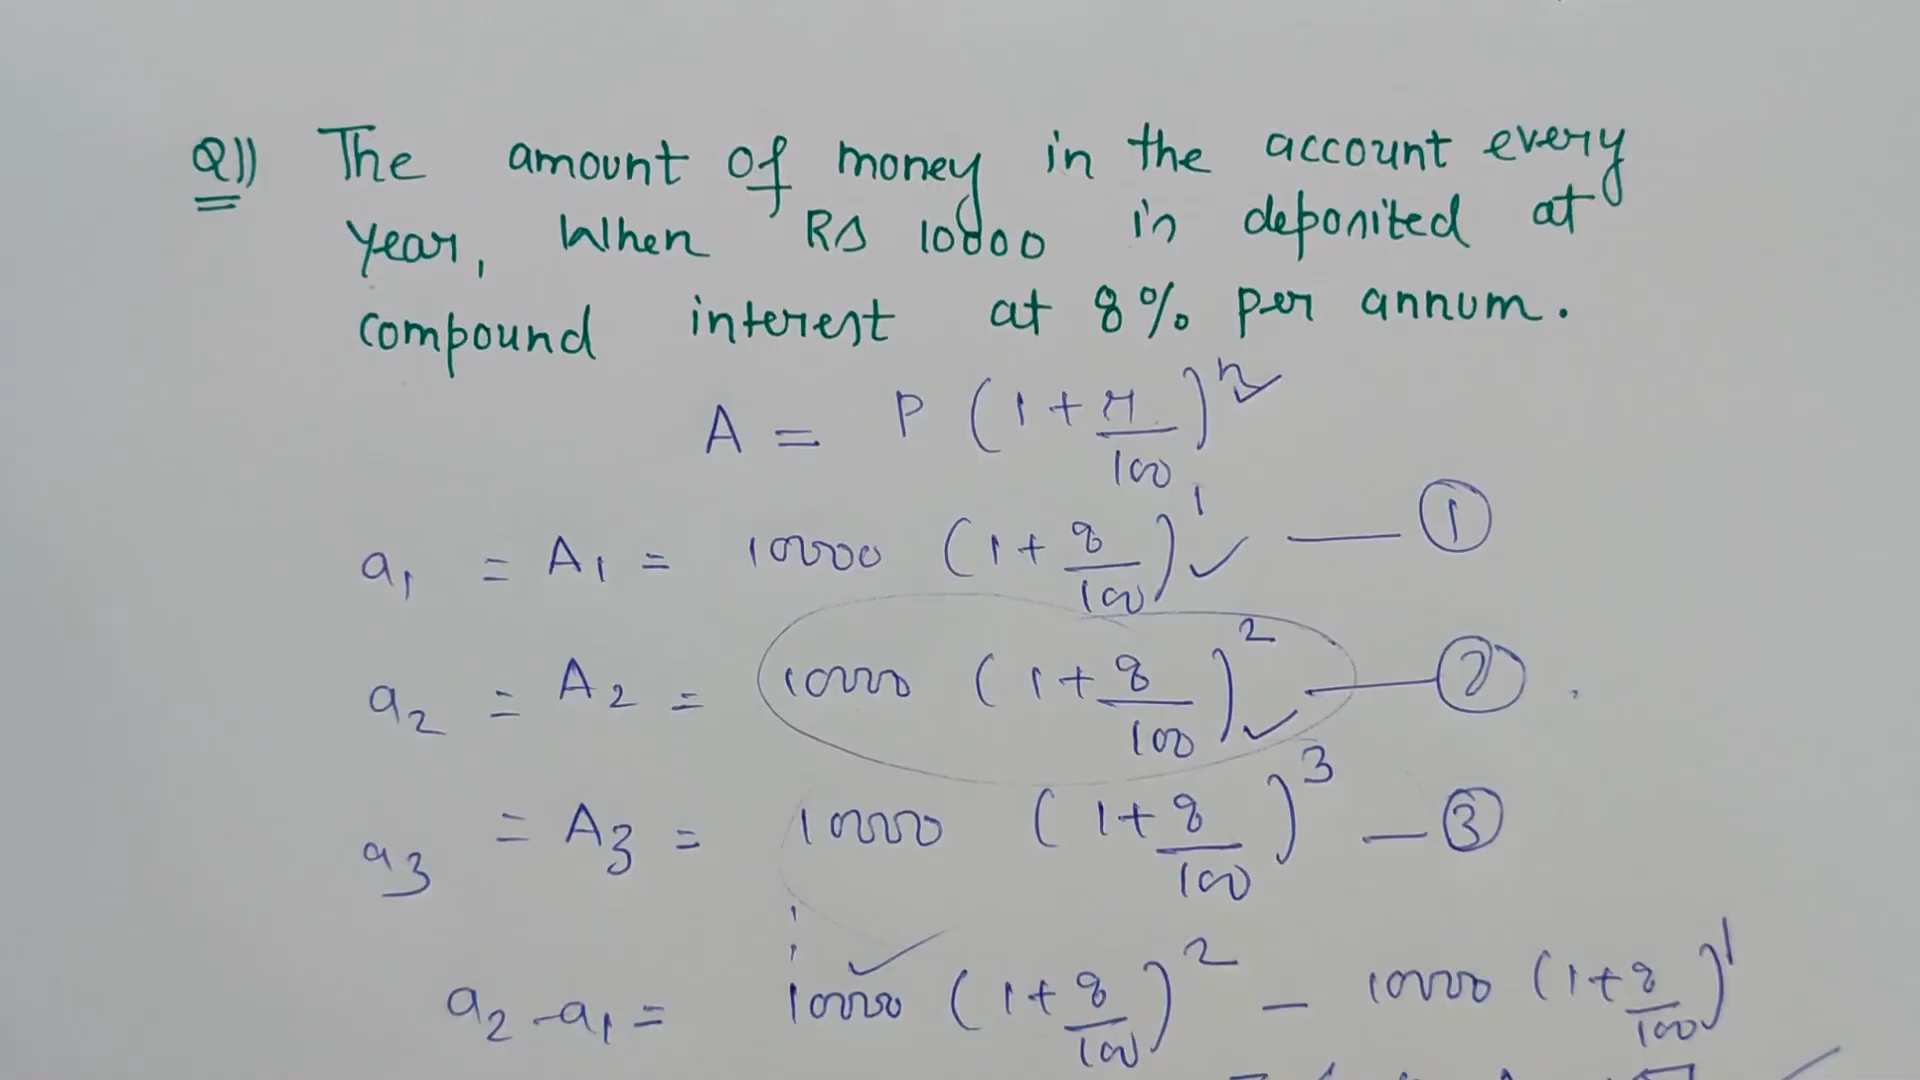 Q1) The amount of money in the account every
year, when Rs 10000 is deposited at
compound interest at 8% per annum.
A = P (1 + r/100)^n
a₁ = A₁ = 10000 (1 + 8/100)^1 — ①
a₂ = A₂ = 10000 (1 + 8/100)^2 — ②
a₃ = A₃ = 10000 (1 + 8/100)^3 — ③
a₂ - a₁ = 10000 (1 + 8/100)^2 - 10000 (1 + 8/100)^1